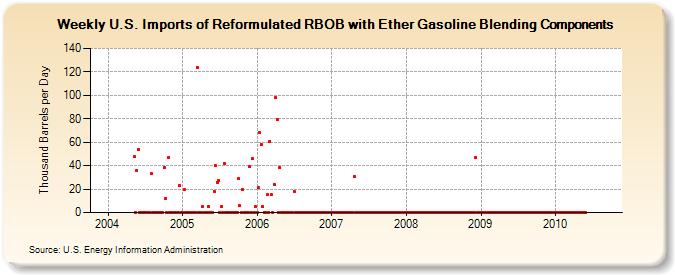 Weekly U.S. Imports of Reformulated RBOB with Ether Gasoline Blending Components
Thousand Barrels per Day
140
120
100
80
60
40
20
0
2004 2005 2006 2007 2008 2009 2010
Source: U.S. Energy Information Administration